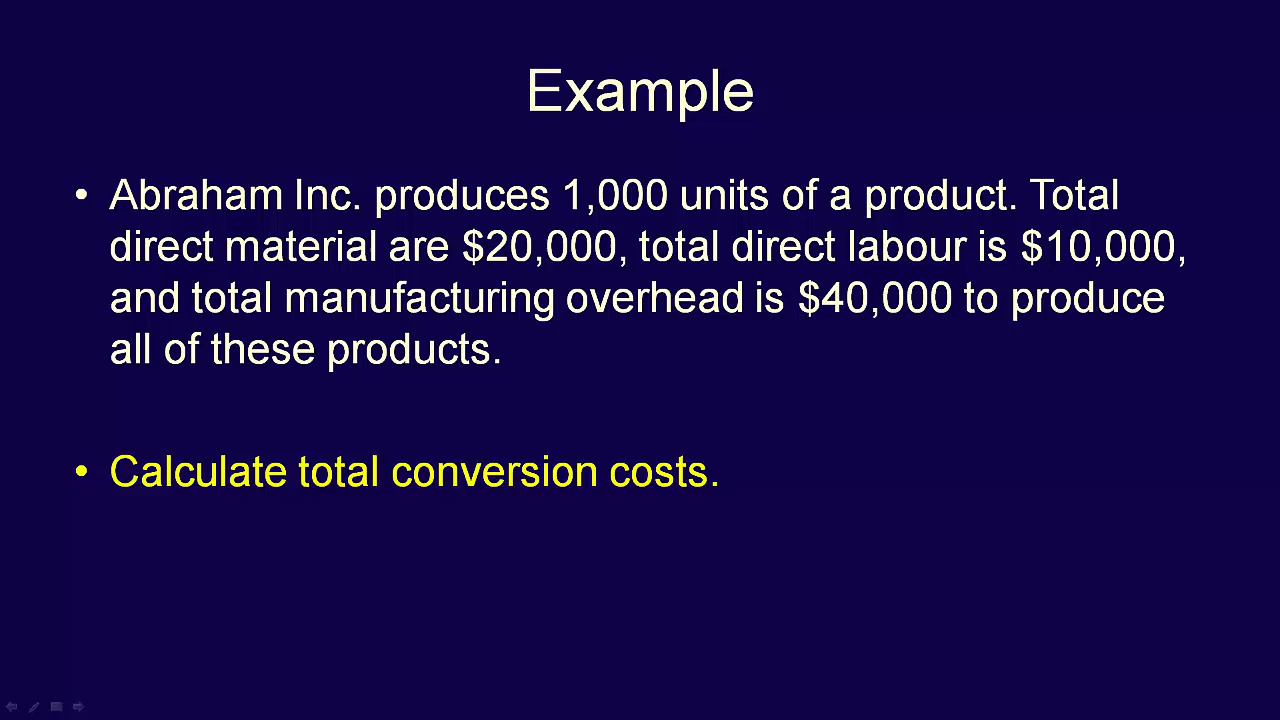 Example
• Abraham Inc. produces 1,000 units of a product. Total
direct material are $20,000, total direct labour is $10,000,
and total manufacturing overhead is $40,000 to produce
all of these products.
• Calculate total conversion costs.